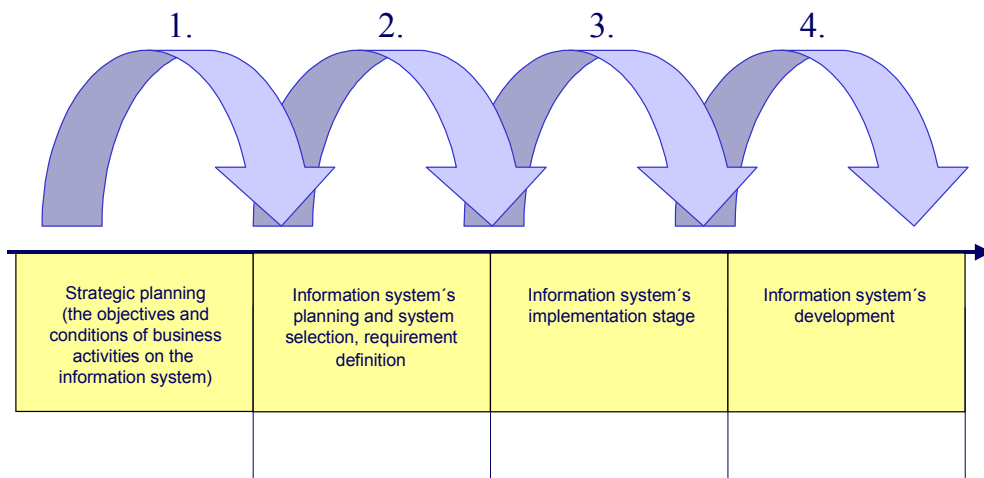 1.
2.
3.
4.
Strategic planning
(the objectives and
conditions of business
activities on the
information system)
Information system´s
planning and system
selection, requirement
definition
Information system´s
implementation stage
Information system´s
development